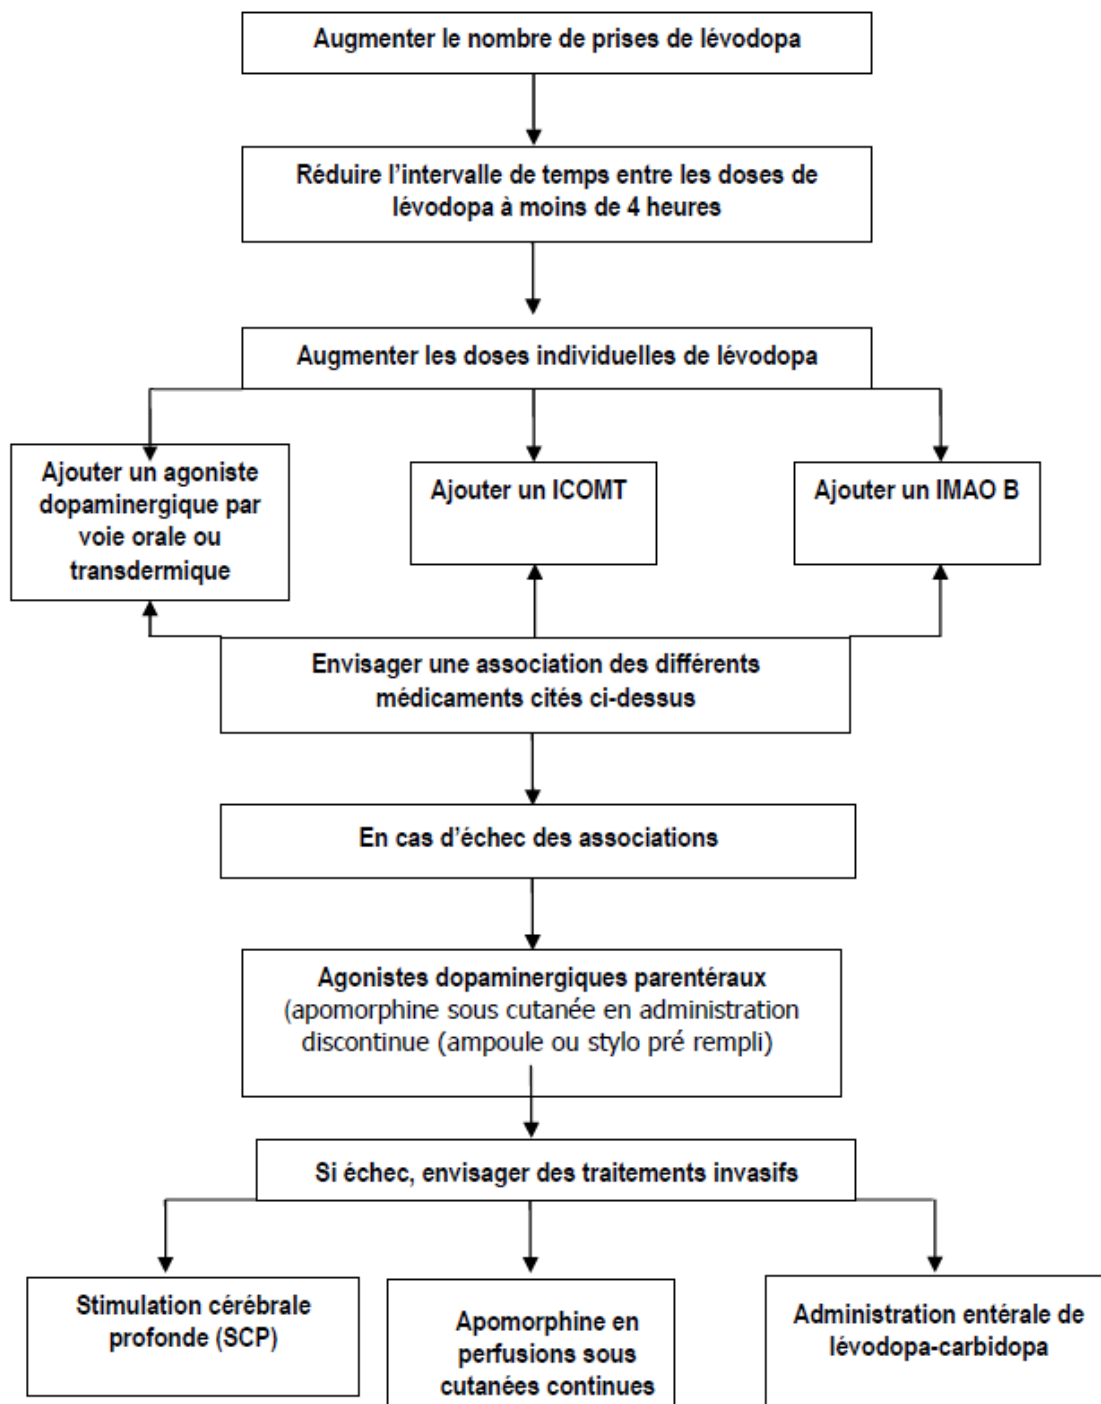 Augmenter le nombre de prises de lévodopa
Réduire l’intervalle de temps entre les doses de
lévodopa à moins de 4 heures
Augmenter les doses individuelles de lévodopa
Ajouter un agoniste
dopaminergique par
voie orale ou
transdermique
Ajouter un ICOMT
Ajouter un IMAO B
Envisager une association des différents
médicaments cités ci-dessus
En cas d’échec des associations
Agonistes dopaminergiques parentéraux
(apomorphine sous cutanée en administration
discontinue (ampoule ou stylo pré rempli)
Si échec, envisager des traitements invasifs
Stimulation cérébrale
profonde (SCP)
Apomorphine en
perfusions sous
cutanées continues
Administration entérale de
lévodopa-carbidopa